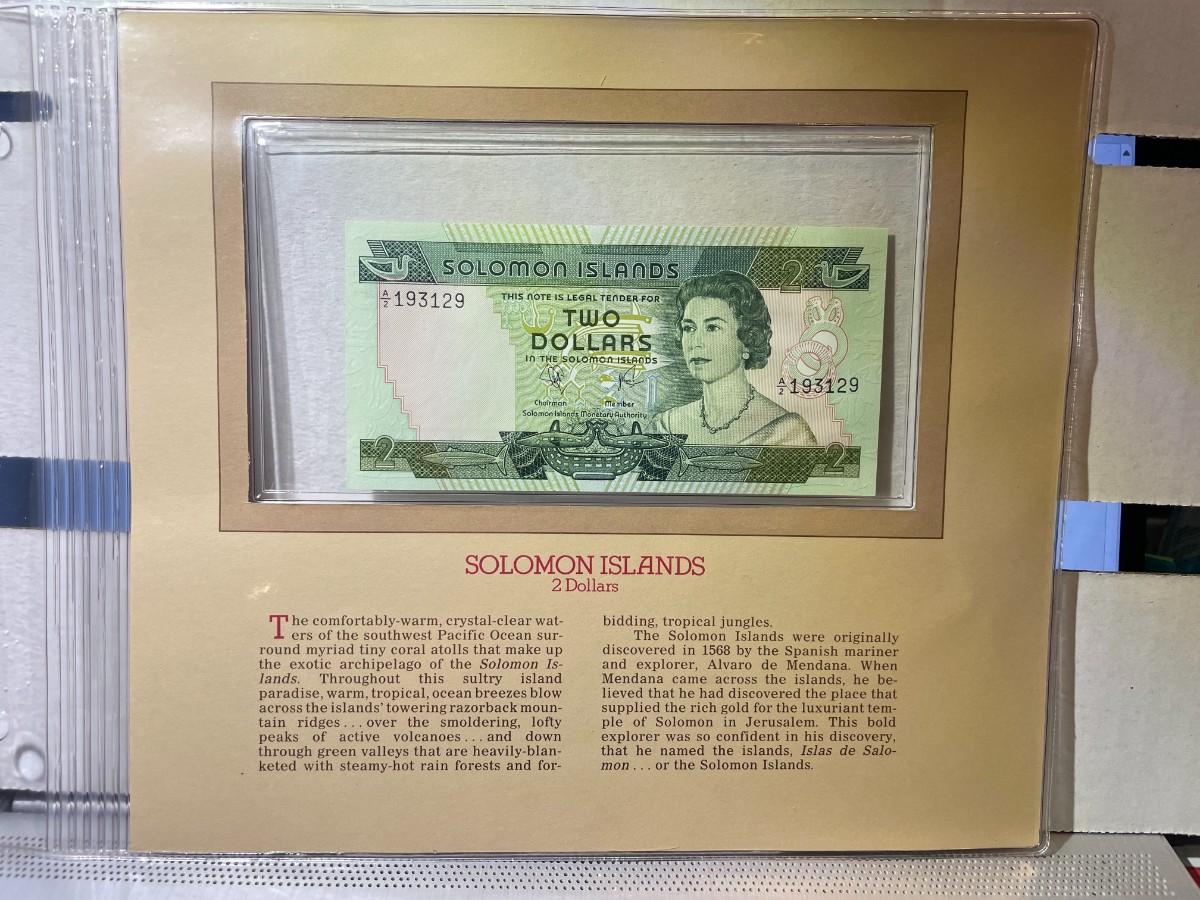 SOLOMON ISLANDS
2
A/2 193129
THIS NOTE IS LEGAL TENDER FOR
TWO
DOLLARS
IN THE SOLOMON ISLANDS
A/2 193129
Chairman Member
Solomon Islands Monetary Authority
2
2
SOLOMON ISLANDS
2 Dollars
The comfortably-warm, crystal-clear wat-
ers of the southwest Pacific Ocean sur-
round myriad tiny coral atolls that make up
the exotic archipelago of the Solomon Is-
lands. Throughout this sultry island
paradise, warm, tropical, ocean breezes blow
across the islands' towering razorback moun-
tain ridges...over the smoldering, lofty
peaks of active volcanoes...and down
through green valleys that are heavily-blan-
keted with steamy-hot rain forests and for-
bidding, tropical jungles.
The Solomon Islands were originally
discovered in 1568 by the Spanish mariner
and explorer, Alvaro de Mendana. When
Mendana came across the islands, he be-
lieved that he had discovered the place that
supplied the rich gold for the luxuriant tem-
ple of Solomon in Jerusalem. This bold
explorer was so confident in his discovery,
that he named the islands, Islas de Salo-
mon...or the Solomon Islands.